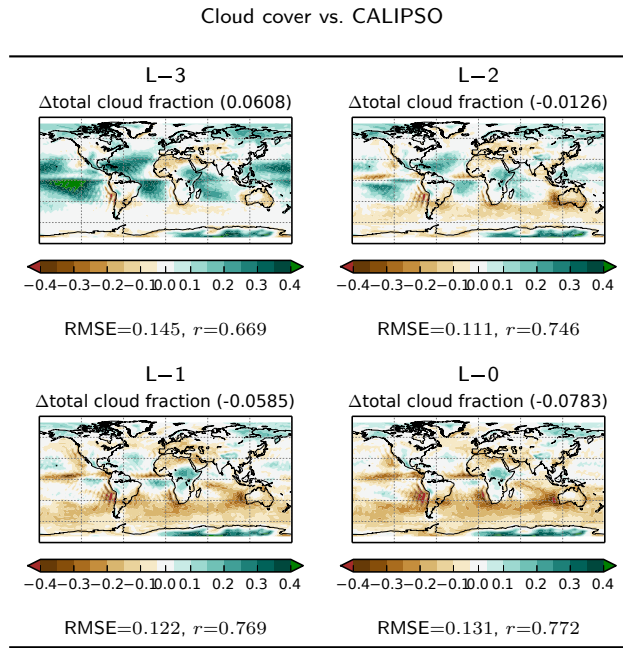 Cloud cover vs. CALIPSO
L−3
L−2
Δtotal cloud fraction (0.0608)
Δtotal cloud fraction (-0.0126)
−0.4−0.3−0.2−0.1 0.0 0.1 0.2 0.3 0.4
−0.4−0.3−0.2−0.1 0.0 0.1 0.2 0.3 0.4
RMSE=0.145, r=0.669
RMSE=0.111, r=0.746
L−1
L−0
Δtotal cloud fraction (-0.0585)
Δtotal cloud fraction (-0.0783)
−0.4−0.3−0.2−0.1 0.0 0.1 0.2 0.3 0.4
−0.4−0.3−0.2−0.1 0.0 0.1 0.2 0.3 0.4
RMSE=0.122, r=0.769
RMSE=0.131, r=0.772